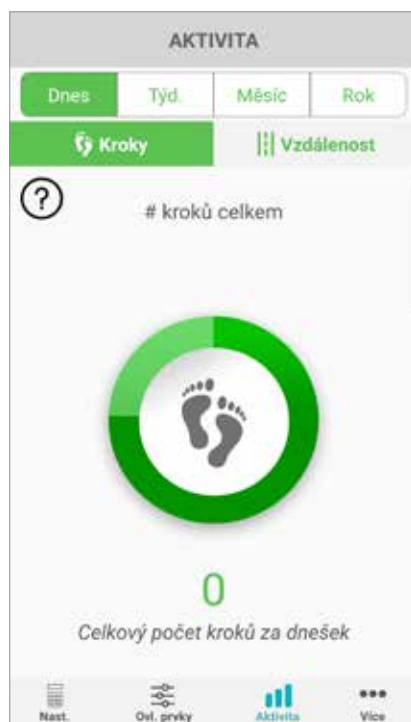 AKTIVITA
Dnes Týd. Měsíc Rok
Kroky Vzdálenost
?
# kroků celkem
0
Celkový počet kroků za dnešek
Nast. Ovl. prvky Aktivita Více